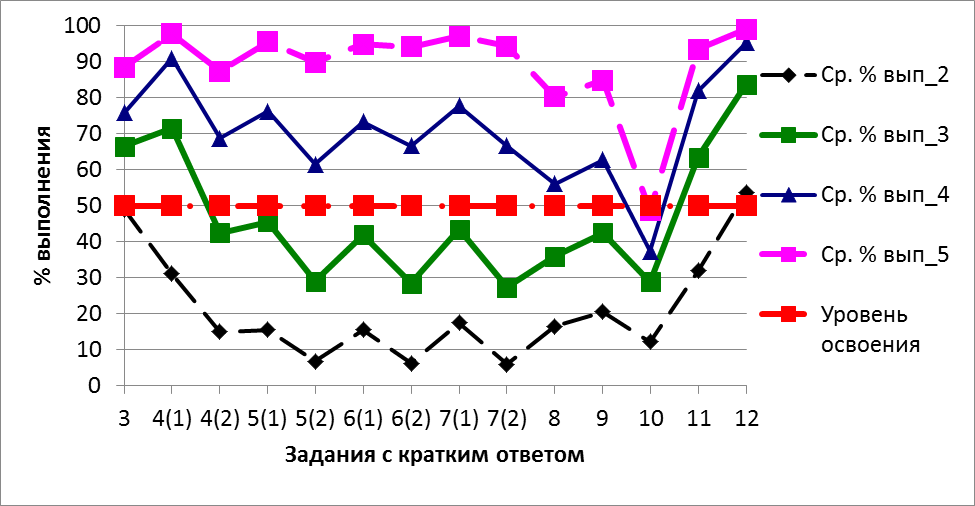 100
90
80
70
60
50
40
30
20
10
0
% выполнения
3 4(1) 4(2) 5(1) 5(2) 6(1) 6(2) 7(1) 7(2) 8 9 10 11 12
Задания с кратким ответом
Ср. % вып_2
Ср. % вып_3
Ср. % вып_4
Ср. % вып_5
Уровень
освоения